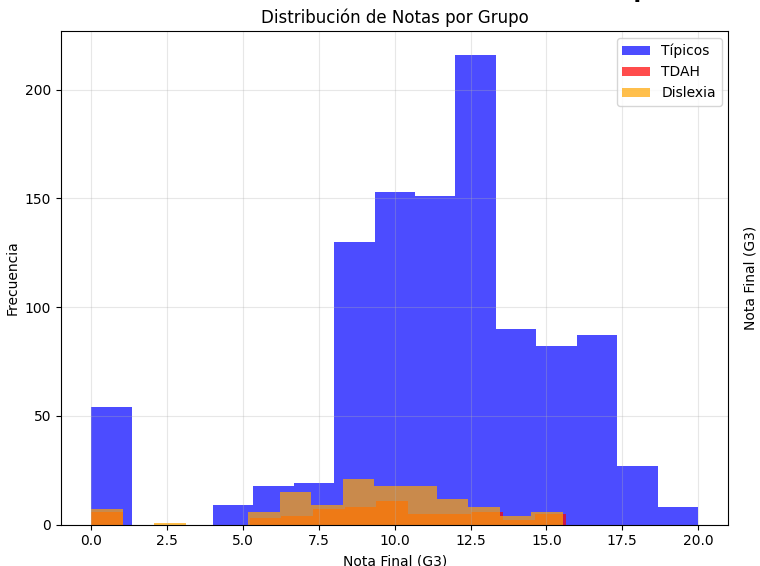 Distribución de Notas por Grupo
Típicos
TDAH
Dislexia
200
150
100
50
0
Frecuencia
0.0 2.5 5.0 7.5 10.0 12.5 15.0 17.5 20.0
Nota Final (G3)
Nota Final (G3)